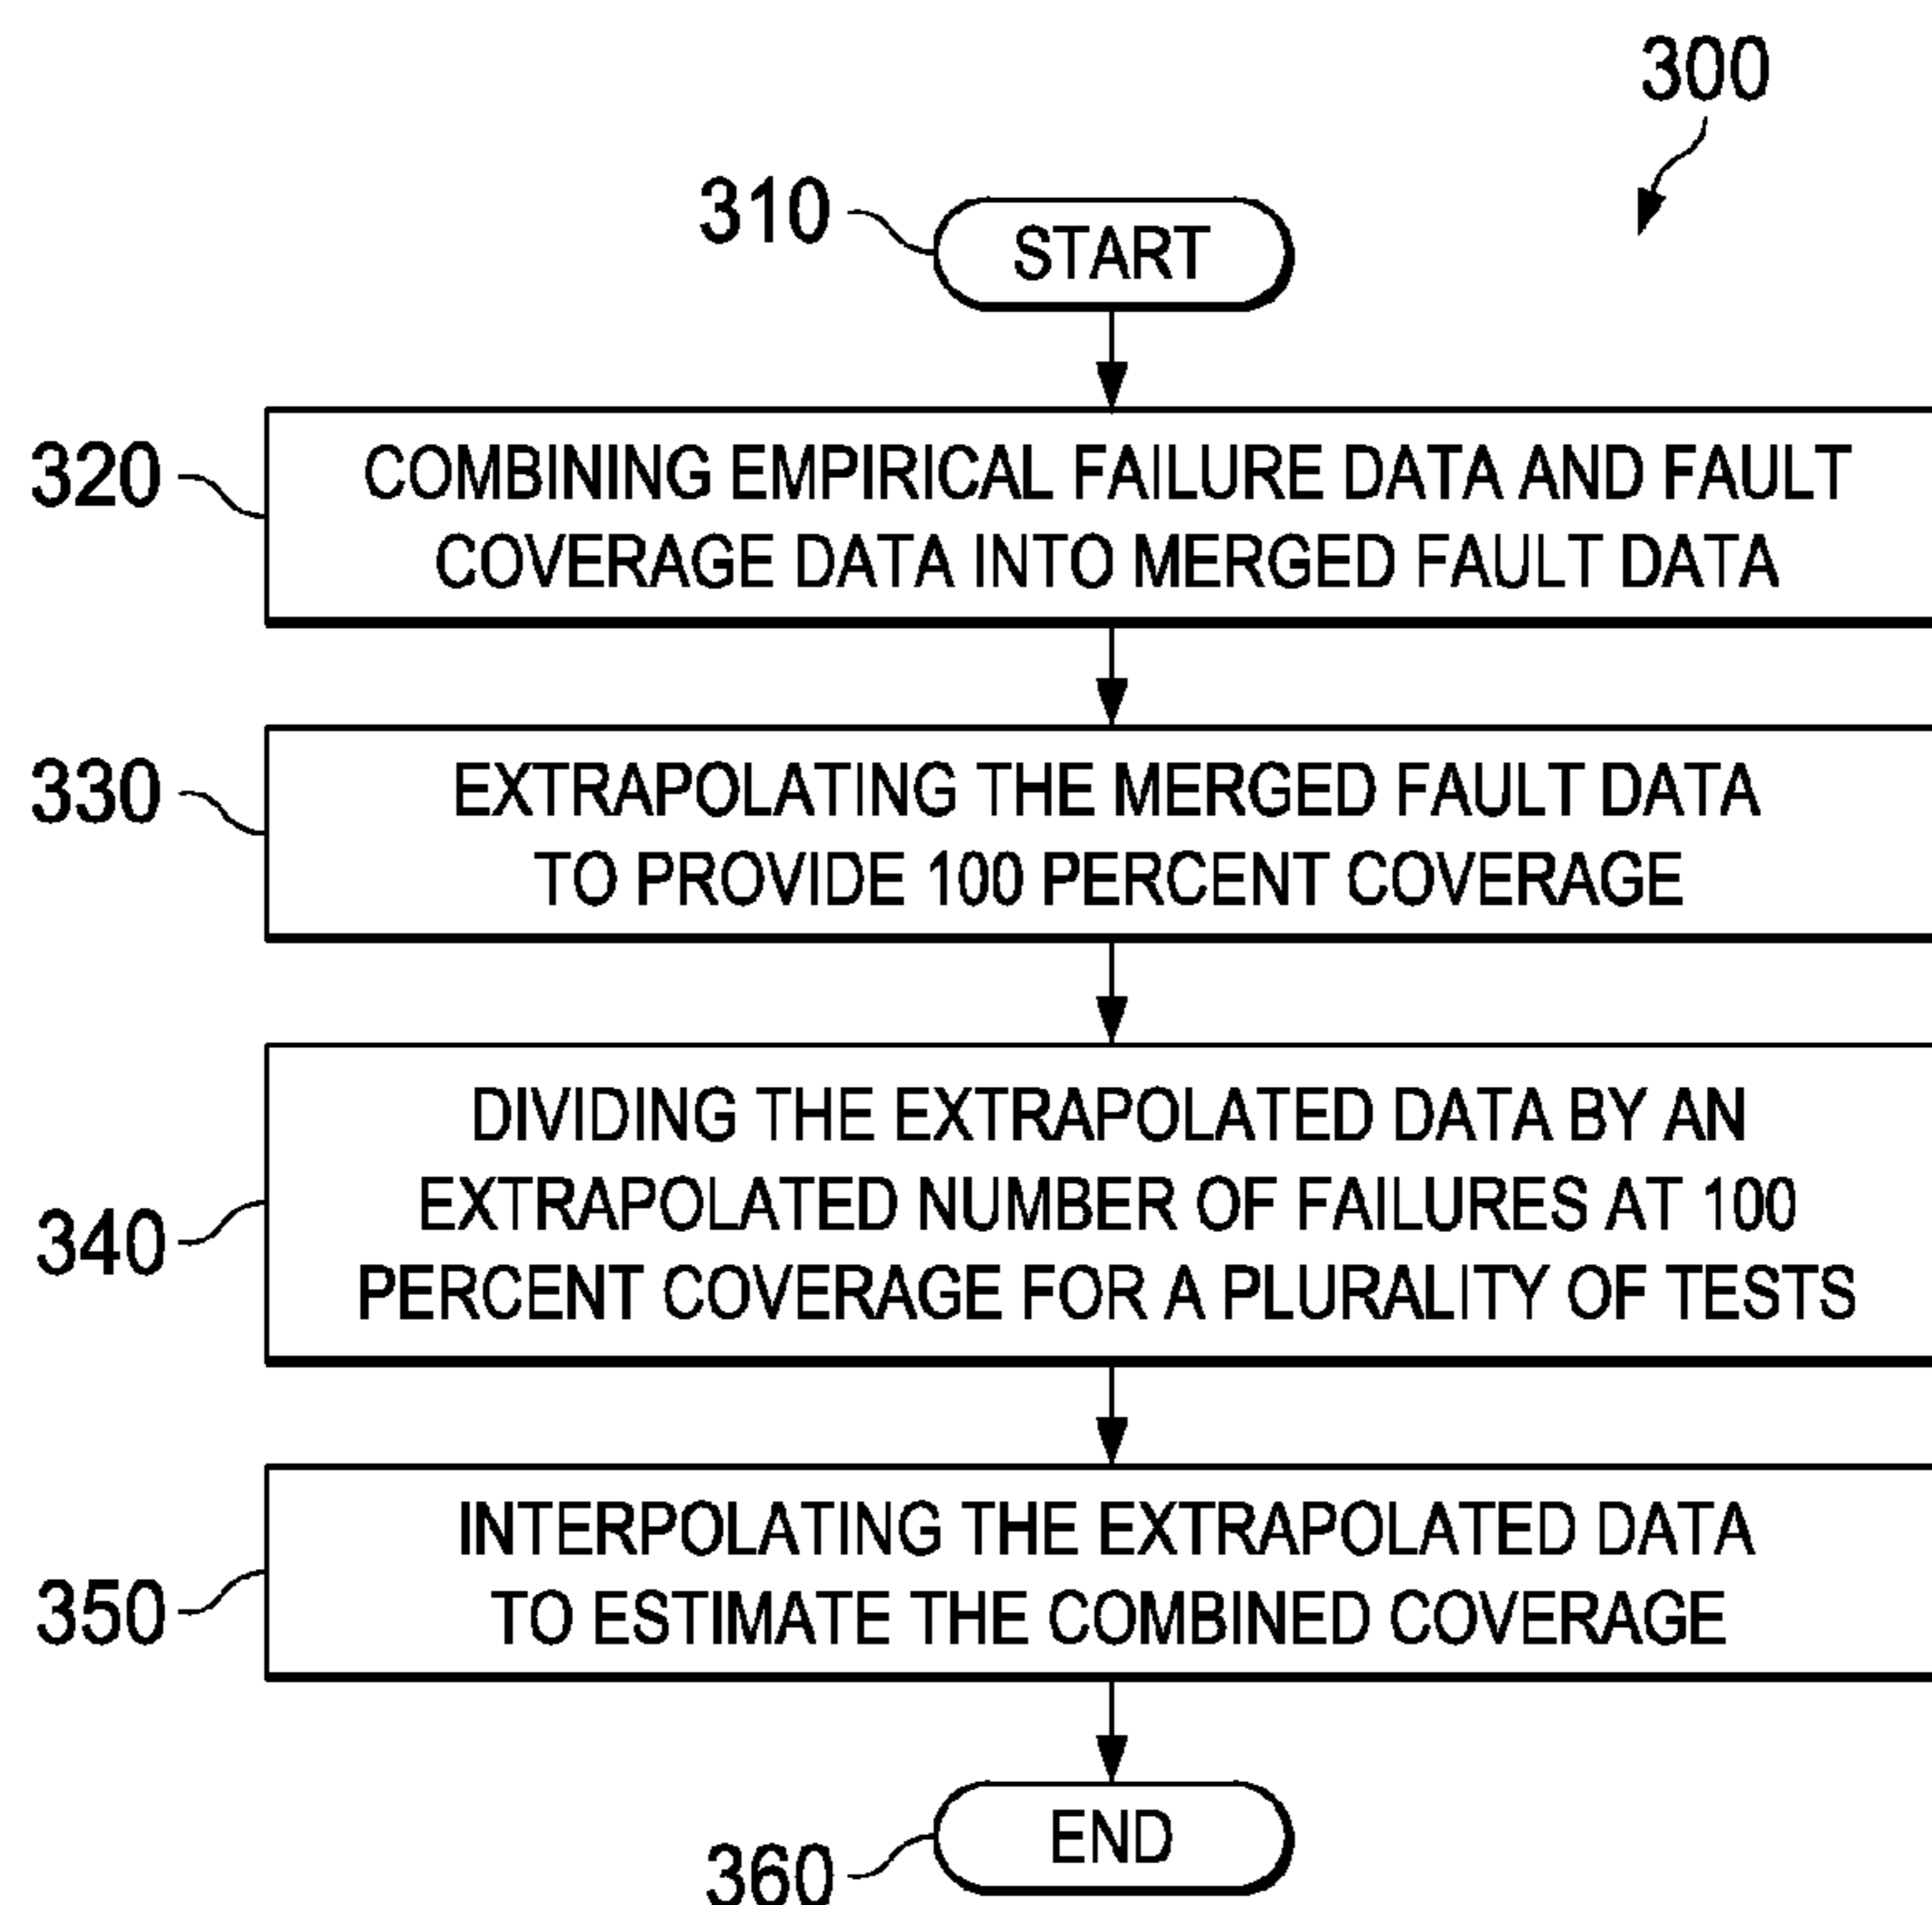 300
310
START
320
COMBINING EMPIRICAL FAILURE DATA AND FAULT
COVERAGE DATA INTO MERGED FAULT DATA
330
EXTRAPOLATING THE MERGED FAULT DATA
TO PROVIDE 100 PERCENT COVERAGE
340
DIVIDING THE EXTRAPOLATED DATA BY AN
EXTRAPOLATED NUMBER OF FAILURES AT 100
PERCENT COVERAGE FOR A PLURALITY OF TESTS
350
INTERPOLATING THE EXTRAPOLATED DATA
TO ESTIMATE THE COMBINED COVERAGE
360
END